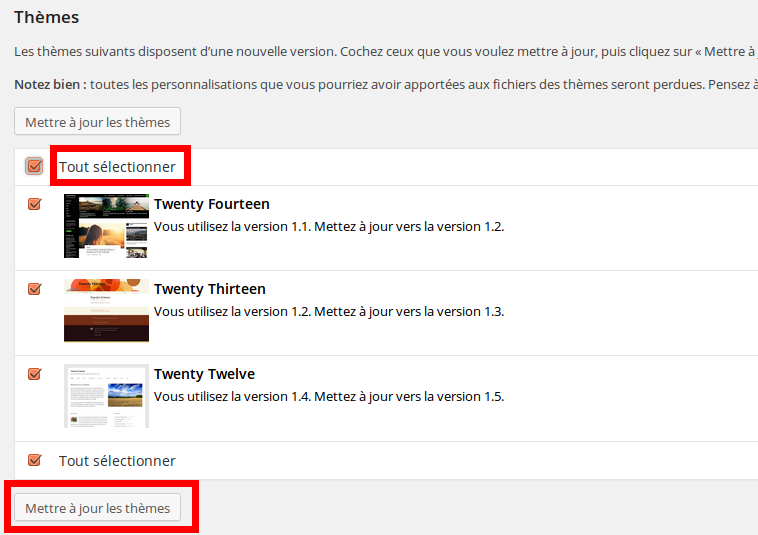 Thèmes
Les thèmes suivants disposent d’une nouvelle version. Cochez ceux que vous voulez mettre à jour, puis cliquez sur « Mettre à
Notez bien : toutes les personnalisations que vous pourriez avoir apportées aux fichiers des thèmes seront perdues. Pensez à
Mettre à jour les thèmes
Tout sélectionner
Twenty Fourteen
Vous utilisez la version 1.1. Mettez à jour vers la version 1.2.
Twenty Thirteen
Vous utilisez la version 1.2. Mettez à jour vers la version 1.3.
Twenty Twelve
Vous utilisez la version 1.4. Mettez à jour vers la version 1.5.
Tout sélectionner
Mettre à jour les thèmes